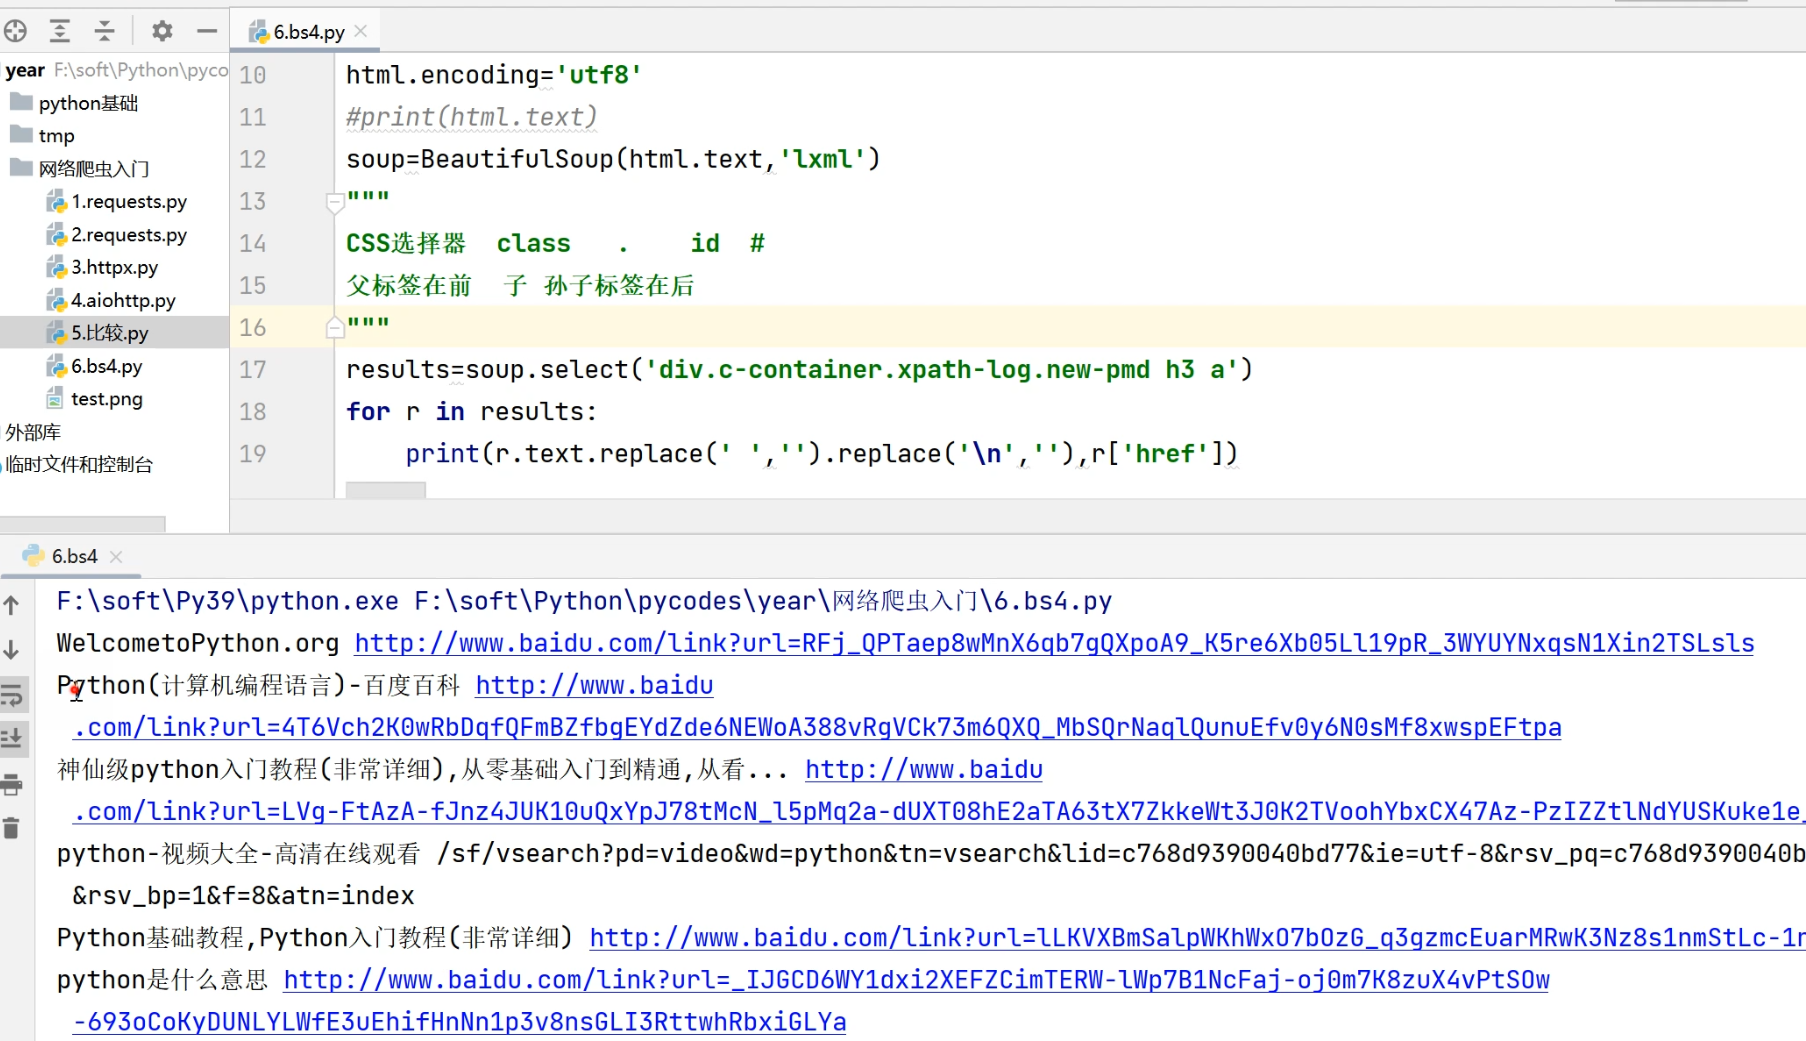 6.bs4.py
year F:\soft\Python\pyco
python基础
tmp
网络爬虫入门
1.requests.py
2.requests.py
3.httpx.py
4.aiohttp.py
5.比较.py
6.bs4.py
test.png
外部库
临时文件和控制台
10 html.encoding='utf8'
11 #print(html.text)
12 soup=BeautifulSoup(html.text,'lxml')
13 """
14 CSS选择器 class . id #
15 父标签在前 子 孙子标签在后
16 """
17 results=soup.select('div.c-container.xpath-log.new-pmd h3 a')
18 for r in results:
19 print(r.text.replace(' ','').replace('\n',''),r['href'])
6.bs4
F:\soft\Py39\python.exe F:\soft\Python\pycodes\year\网络爬虫入门\6.bs4.py
WelcometoPython.org http://www.baidu.com/link?url=RFj_QPTaep8wMnX6qb7gQXpoA9_K5re6Xb05Ll19pR_3WYUYNxqsN1Xin2TSLsls
Python(计算机编程语言)-百度百科 http://www.baidu
.com/link?url=4T6Vch2K0wRbDqfQFmBZfbgEYdZde6NEWoA388vRgVCk73m6QXQ_MbSQrNaqlQunuEfv0y6N0sMf8xwspEFtpa
神仙级python入门教程(非常详细),从零基础入门到精通,从看... http://www.baidu
.com/link?url=LVg-FtAzA-fJnz4JUK10uQxYpJ78tMcN_l5pMq2a-dUXT08hE2aTA63tX7ZkkeWt3J0K2TVoohYbxCX47Az-PzIZZtlNdYUSKuke1e_
python-视频大全-高清在线观看 /sf/vsearch?pd=video&wd=python&tn=vsearch&lid=c768d9390040bd77&ie=utf-8&rsv_pq=c768d9390040b
&rsv_bp=1&f=8&atn=index
Python基础教程,Python入门教程(非常详细) http://www.baidu.com/link?url=lLKVXBmSalpWKhWxO7bOzG_q3gzmcEuarMRwK3Nz8s1nmStLc-1r
python是什么意思 http://www.baidu.com/link?url=_IJGCD6WY1dxi2XEFZCimTERW-lWp7B1NcFaj-oj0m7K8zuX4vPtSOw
-693oCoKyDUNLYLWfE3uEhifHnNn1p3v8nsGLI3RttwhRbxiGLYa